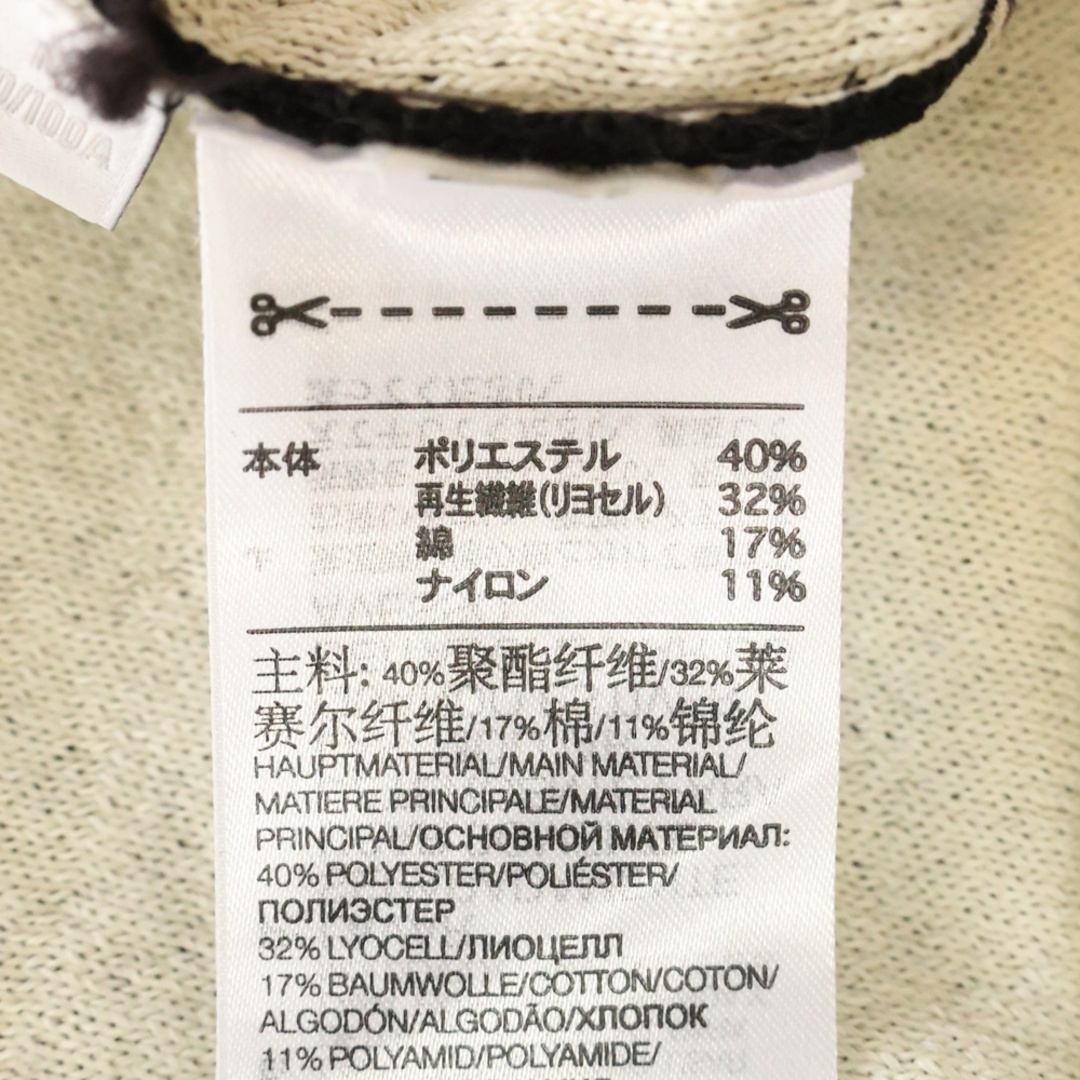 本体 ポリエステル 40%
再生繊維(リヨセル) 32%
綿 17%
ナイロン 11%
主料: 40%聚酯纤维/32%莱
赛尔纤维/17%棉/11%锦纶
HAUPTMATERIAL/MAIN MATERIAL/
MATIERE PRINCIPALE/MATERIAL
PRINCIPAL/ОСНОВНОЙ МАТЕРИАЛ:
40% POLYESTER/POLIÉSTER/
ПОЛИЭСТЕР
32% LYOCELL/ЛИОЦЕЛЛ
17% BAUMWOLLE/COTTON/COTON/
ALGODÓN/ALGODÃO/ХЛОПОК
11% POLYAMID/POLYAMIDE/